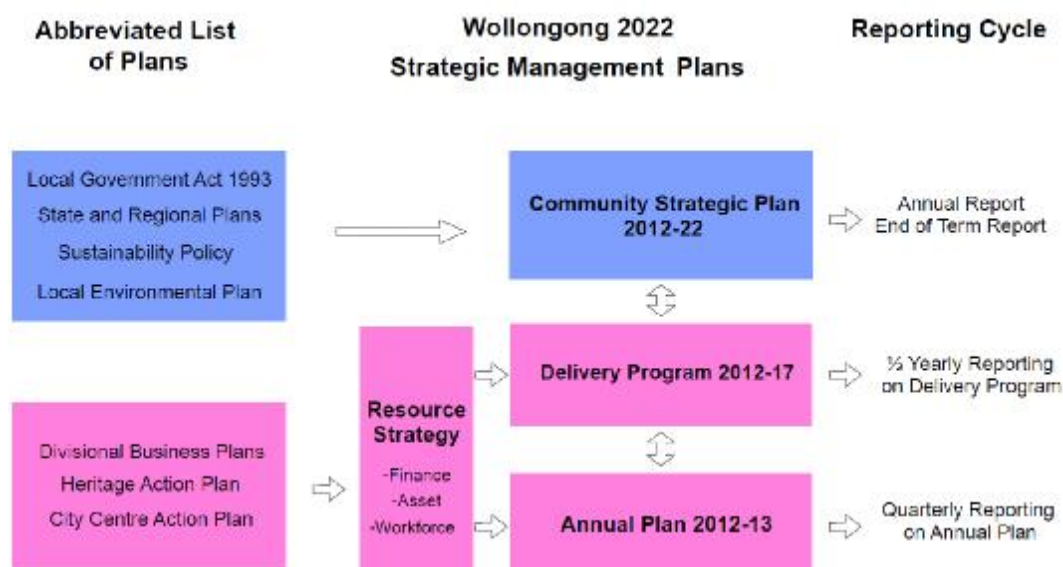 Abbreviated List
of Plans
Wollongong 2022
Strategic Management Plans
Reporting Cycle
Local Government Act 1993
State and Regional Plans
Sustainability Policy
Local Environmental Plan
Community Strategic Plan
2012-22
Annual Report
End of Term Report
Divisional Business Plans
Heritage Action Plan
City Centre Action Plan
Resource
Strategy
-Finance
-Asset
-Workforce
Delivery Program 2012-17
½ Yearly Reporting
on Delivery Program
Annual Plan 2012-13
Quarterly Reporting
on Annual Plan